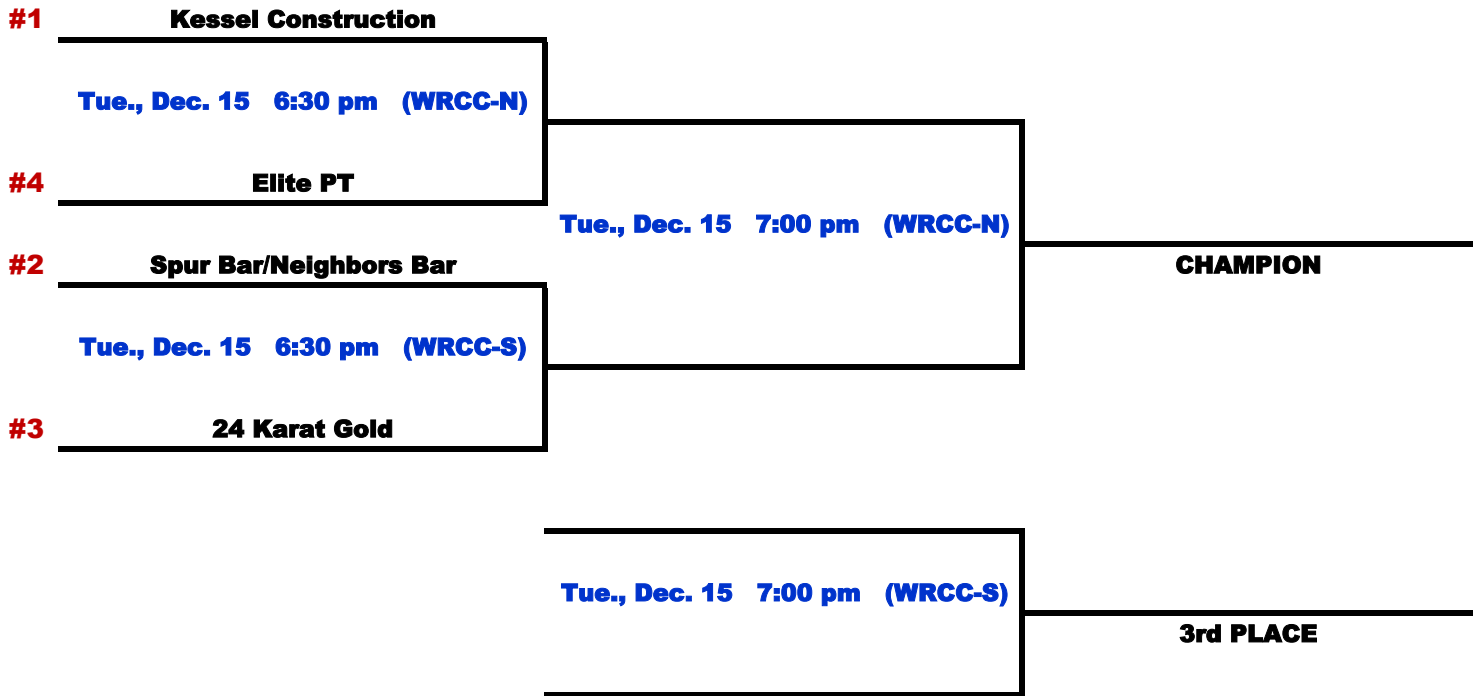 #1 Kessel Construction
Tue., Dec. 15 6:30 pm (WRCC-N)
#4 Elite PT
Tue., Dec. 15 7:00 pm (WRCC-N)
#2 Spur Bar/Neighbors Bar
CHAMPION
Tue., Dec. 15 6:30 pm (WRCC-S)
#3 24 Karat Gold
Tue., Dec. 15 7:00 pm (WRCC-S)
3rd PLACE